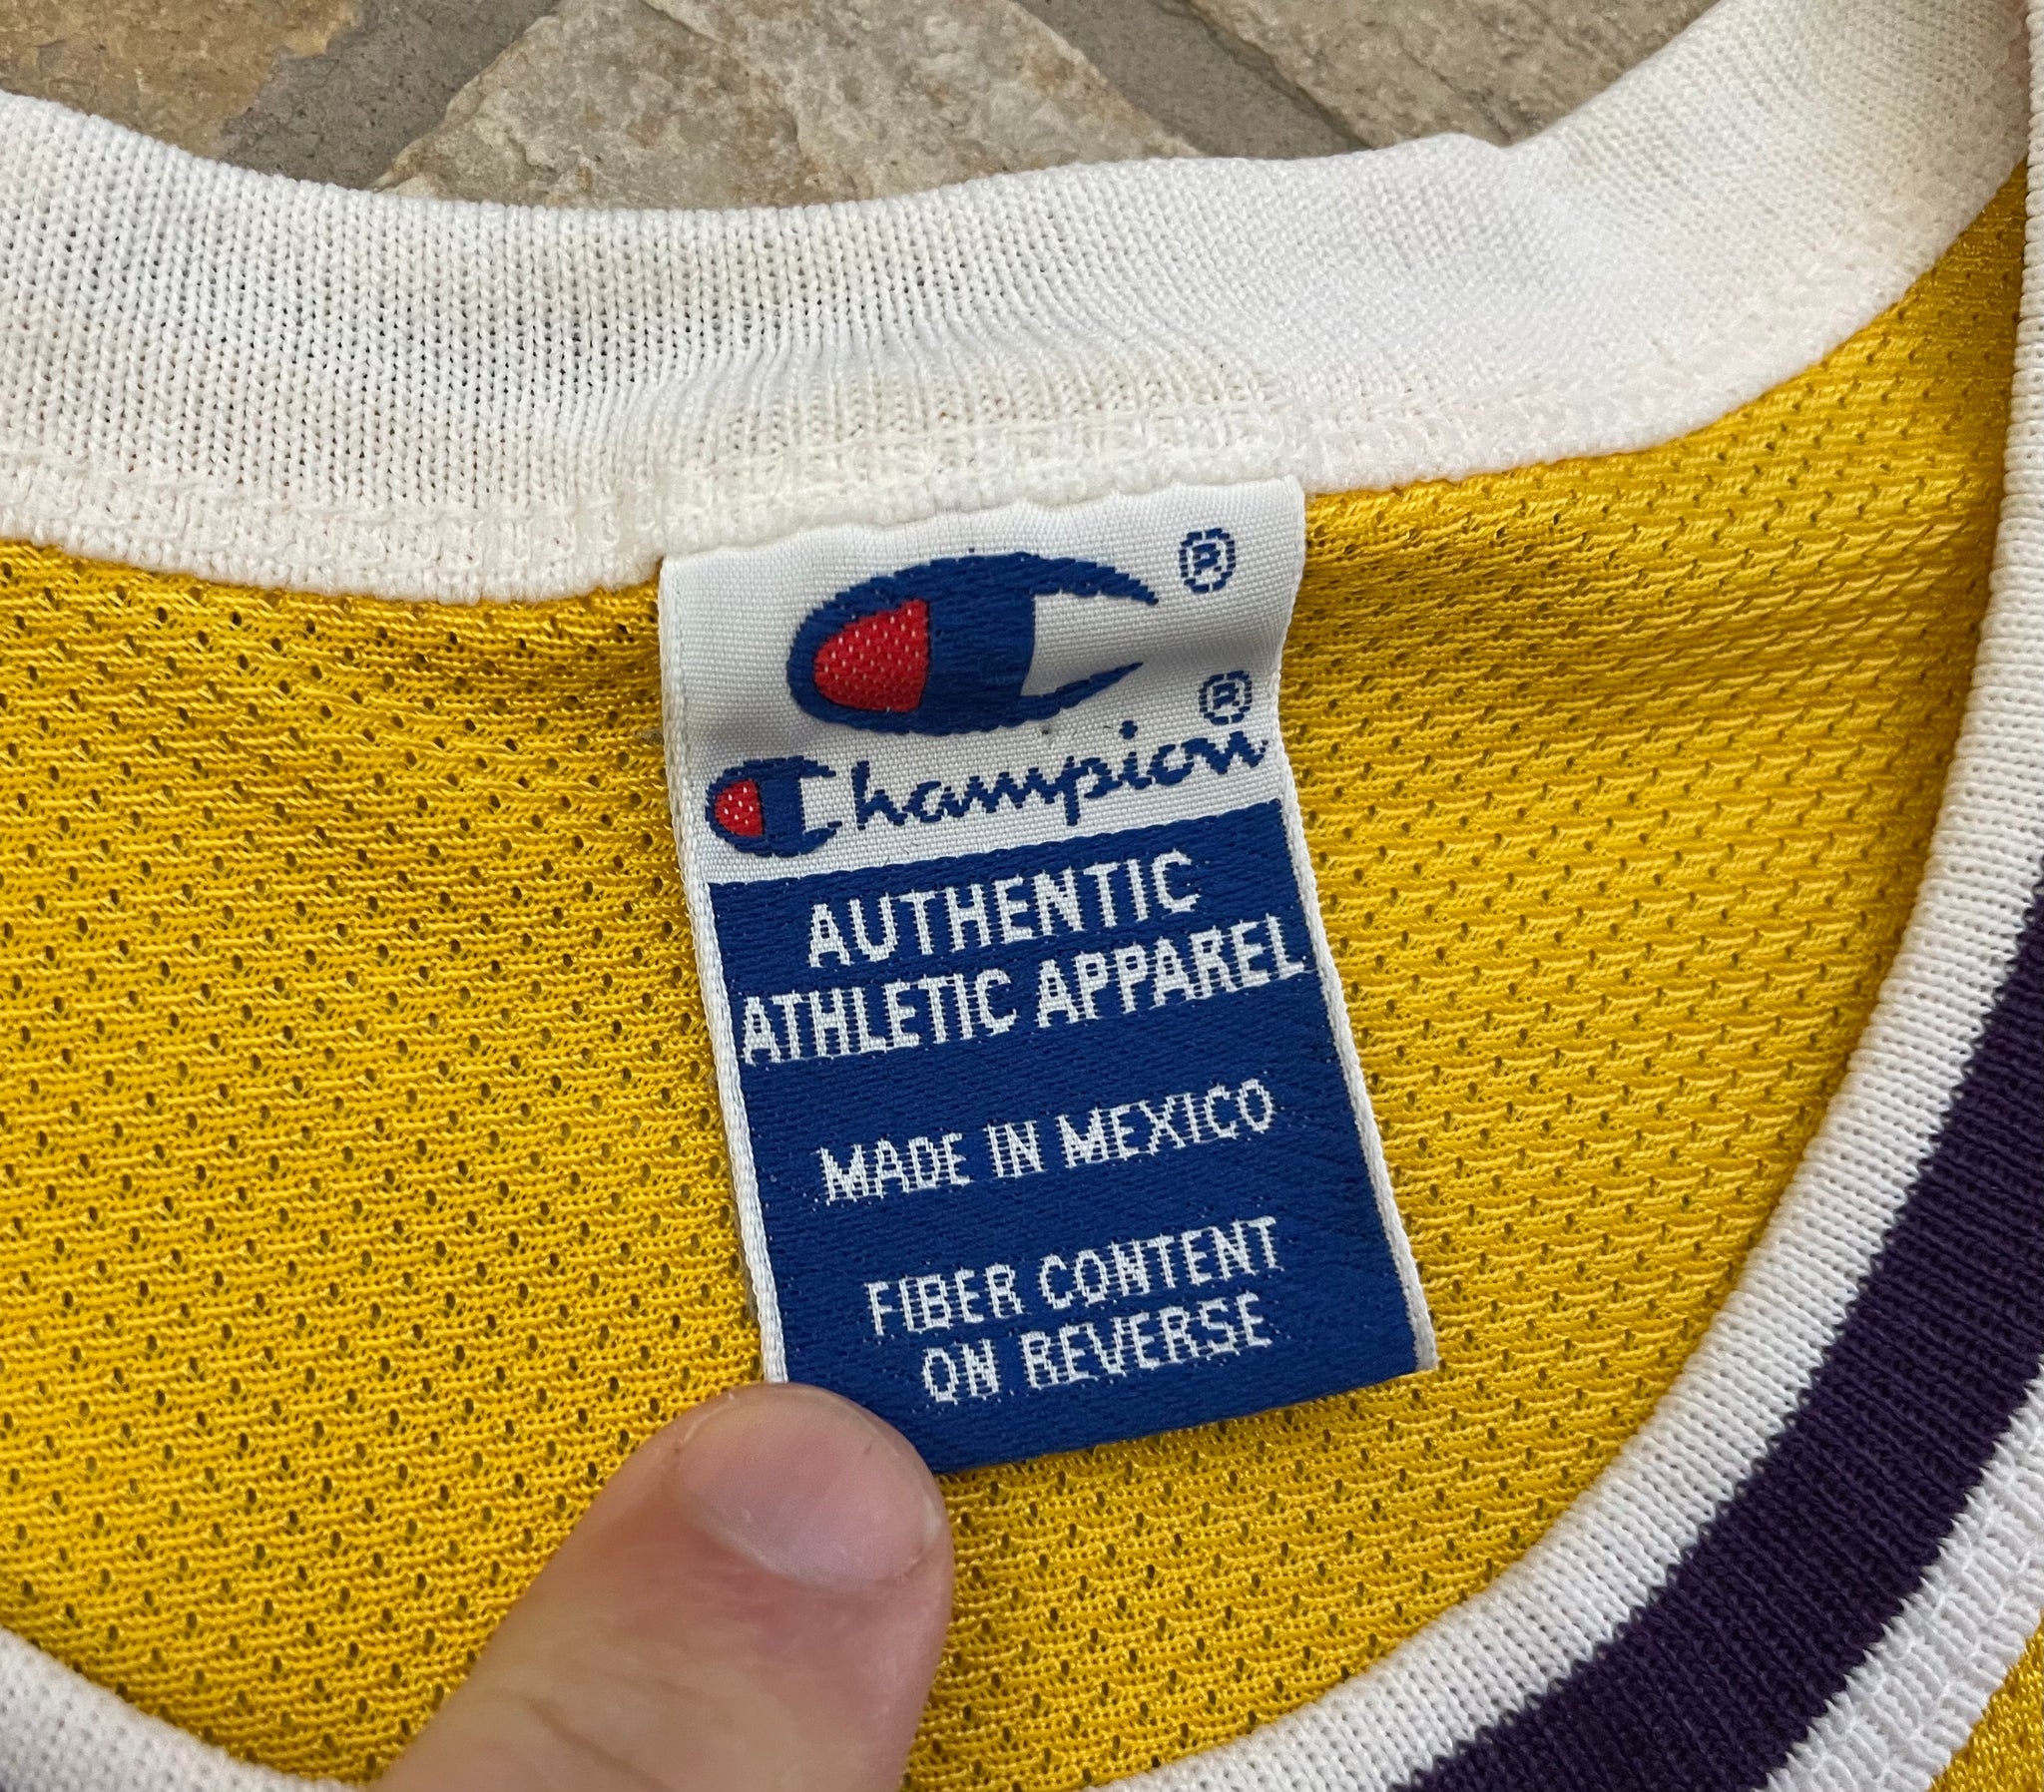 ®
®
Champion
AUTHENTIC
ATHLETIC APPAREL
MADE IN MEXICO
FIBER CONTENT
ON REVERSE